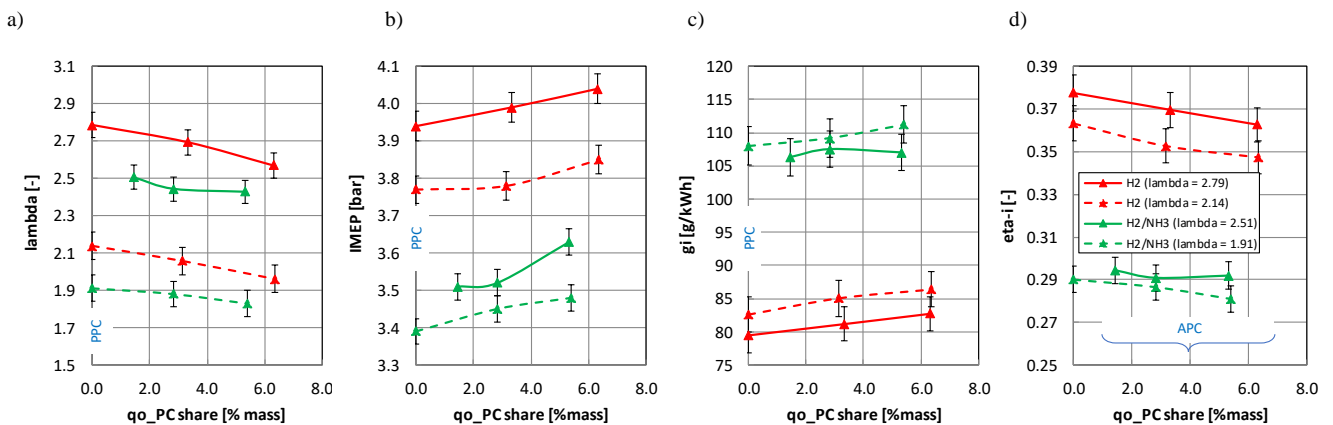 a)
b)
c)
d)
lambda [-]
3.1
2.9
2.7
2.5
2.3
2.1
1.9
1.7
1.5
PPC
0.0
2.0
4.0
6.0
8.0
qo_PC share [% mass]
IMEP [bar]
4.1
4.0
3.9
3.8
3.7
3.6
3.5
3.4
3.3
PPC
0.0
2.0
4.0
6.0
8.0
qo_PC share [%mass]
gi [g/kWh]
120
115
110
105
100
95
90
85
80
75
PPC
0.0
2.0
4.0
6.0
8.0
qo_PC share [%mass]
eta-i [-]
0.39
0.37
0.35
0.33
0.31
0.29
0.27
0.25
H2 (lambda = 2.79)
H2 (lambda = 2.14)
H2/NH3 (lambda = 2.51)
H2/NH3 (lambda = 1.91)
APC
0.0
2.0
4.0
6.0
8.0
qo_PC share [%mass]